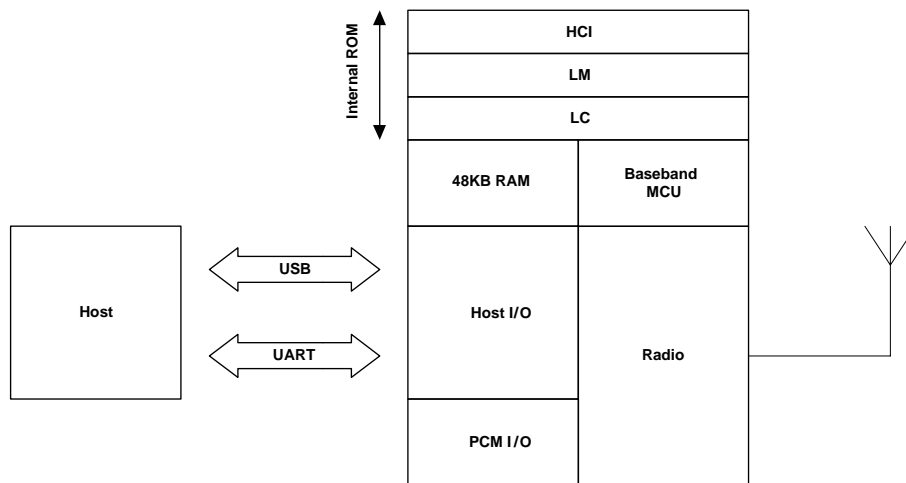 Internal ROM
HCI
LM
LC
48KB RAM
Baseband
MCU
Host
USB
UART
Host I/O
Radio
PCM I/O